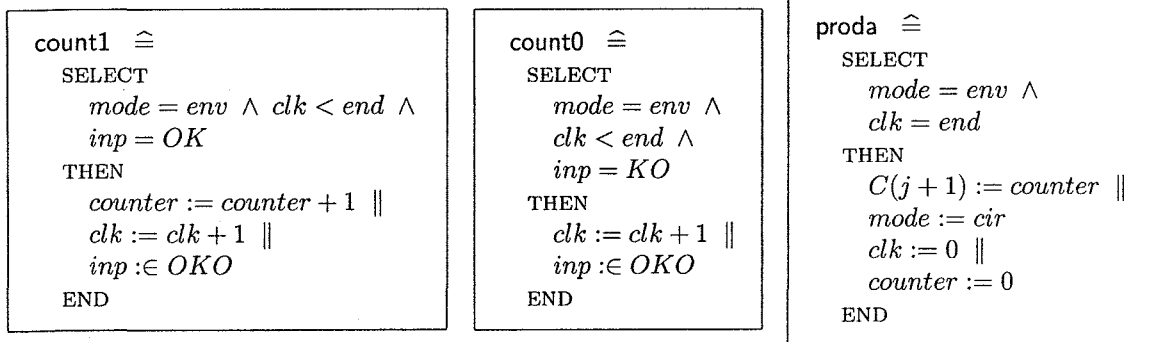 count1 ≙
SELECT
mode = env ∧ clk < end ∧
inp = OK
THEN
counter := counter + 1 ∥
clk := clk + 1 ∥
inp :∈ OKO
END
count0 ≙
SELECT
mode = env ∧
clk < end ∧
inp = KO
THEN
clk := clk + 1 ∥
inp :∈ OKO
END
proda ≙
SELECT
mode = env ∧
clk = end
THEN
C(j + 1) := counter ∥
mode := cir
clk := 0 ∥
counter := 0
END